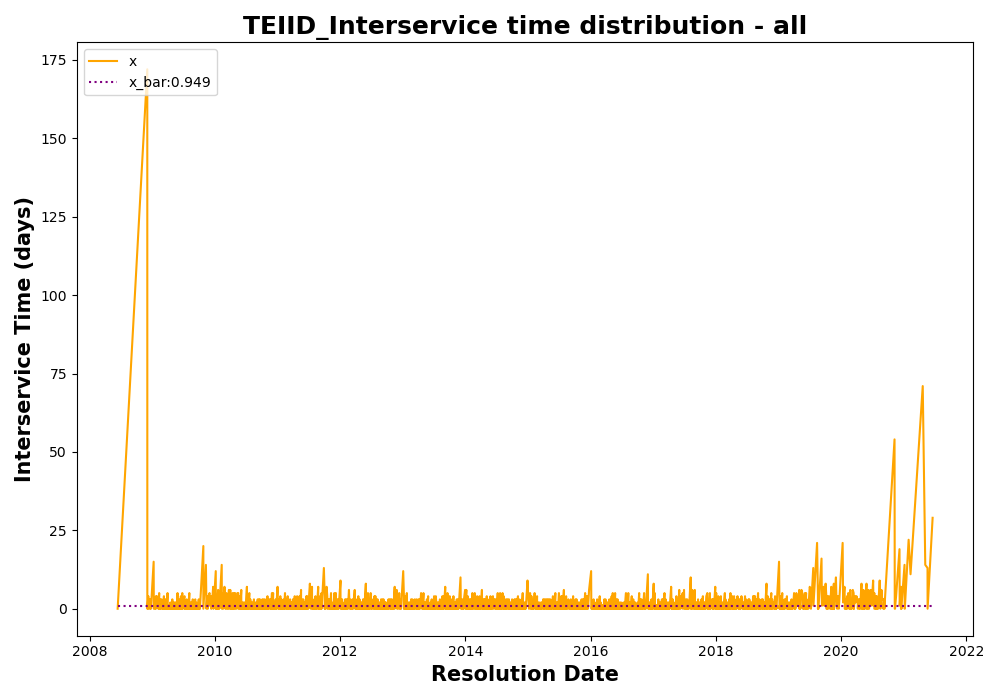 TEIID_Interservice time distribution - all
x
x_bar:0.949
175
150
125
100
75
50
25
0
Interservice Time (days)
2008 2010 2012 2014 2016 2018 2020 2022
Resolution Date